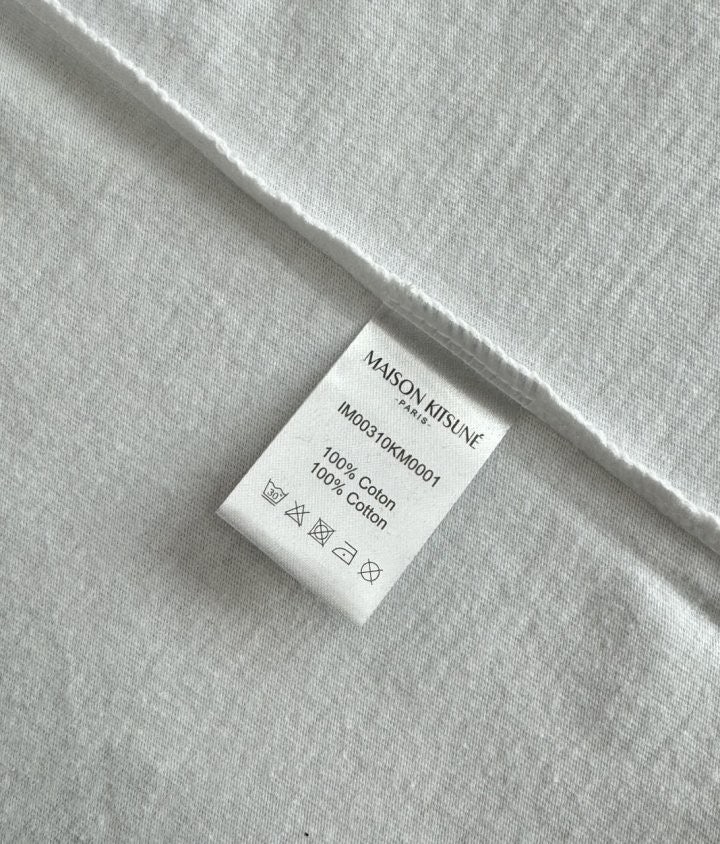 MAISON KITSUNÉ
-PARIS-
IM00310KM0001
100% Coton
100% Cotton
30°